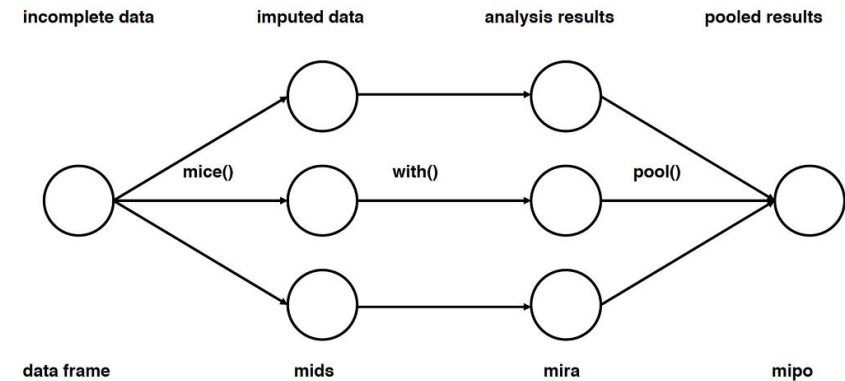 incomplete data imputed data analysis results pooled results
mice() with() pool()
data frame mids mira mipo